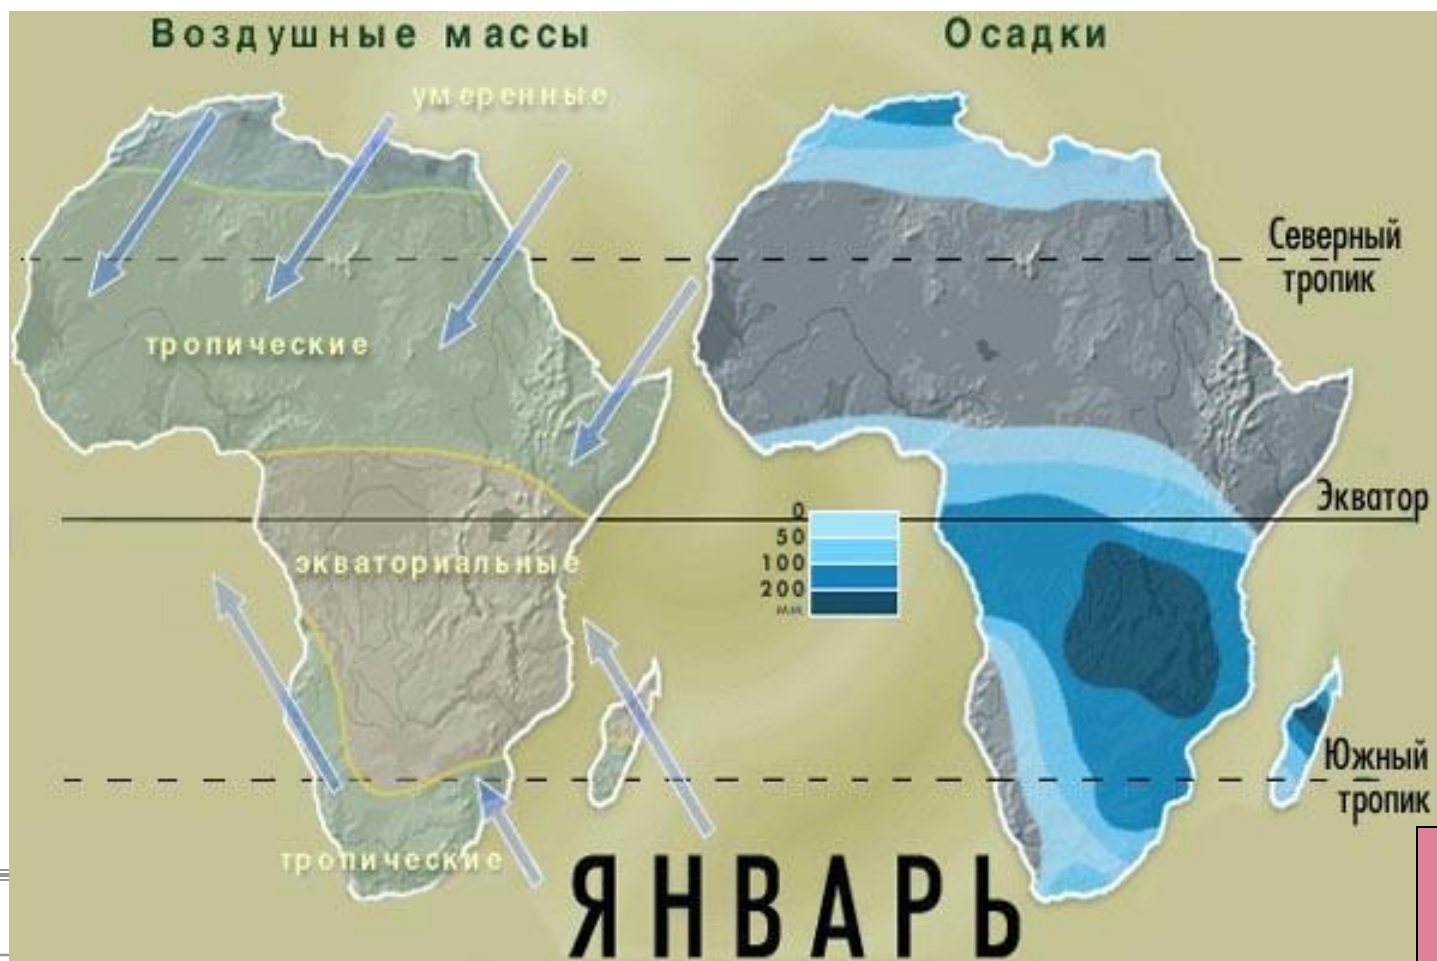 Воздушные массы
Осадки
умеренные
Северный
тропик
тропические
Экватор
0
50
100
200
мм
экваториальные
Южный
тропик
тропические
ЯНВАРЬ